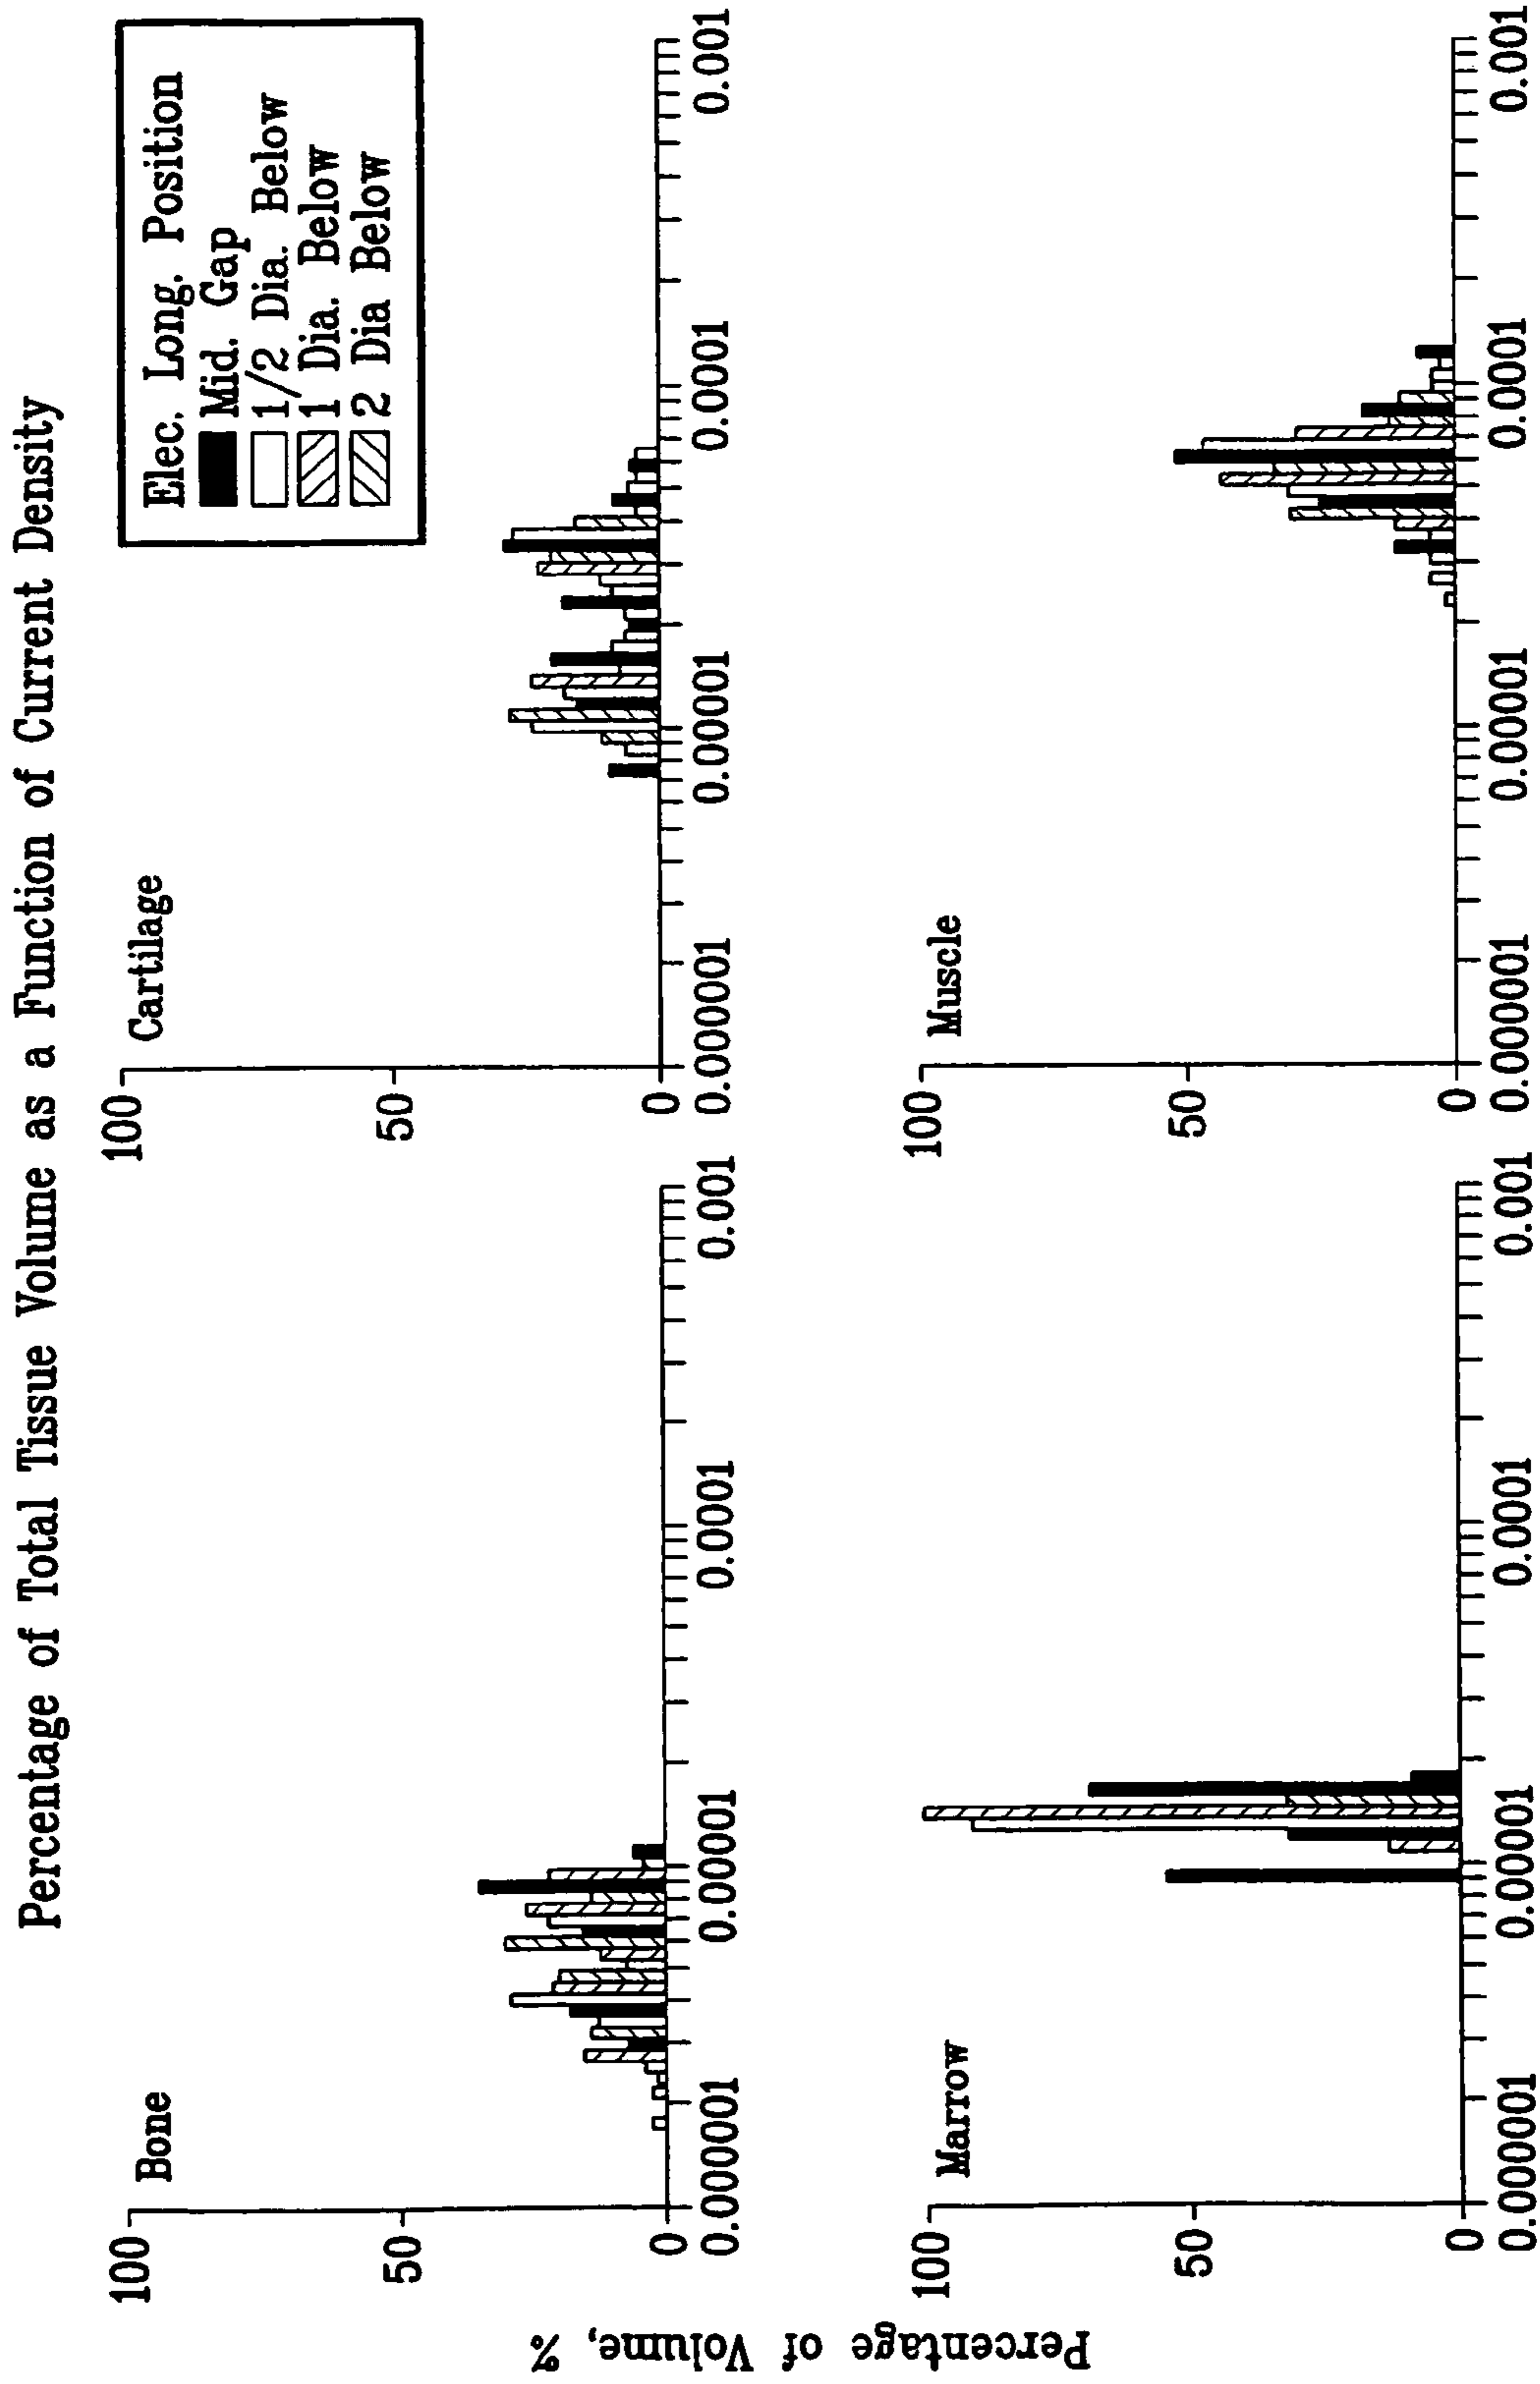 Percentage of Total Tissue Volume as a Function of Current Density
Elec. Long. Position
Mid. Gap
1/2 Dia. Below
1 Dia. Below
2 Dia Below
Percentage of Volume, %
Bone
100
50
0
0.000001
0.00001
0.0001
0.001
Cartilage
100
50
0
0.000001
0.00001
0.0001
0.001
Marrow
100
50
0
0.000001
0.00001
0.0001
0.001
Muscle
100
50
0
0.000001
0.00001
0.0001
0.001